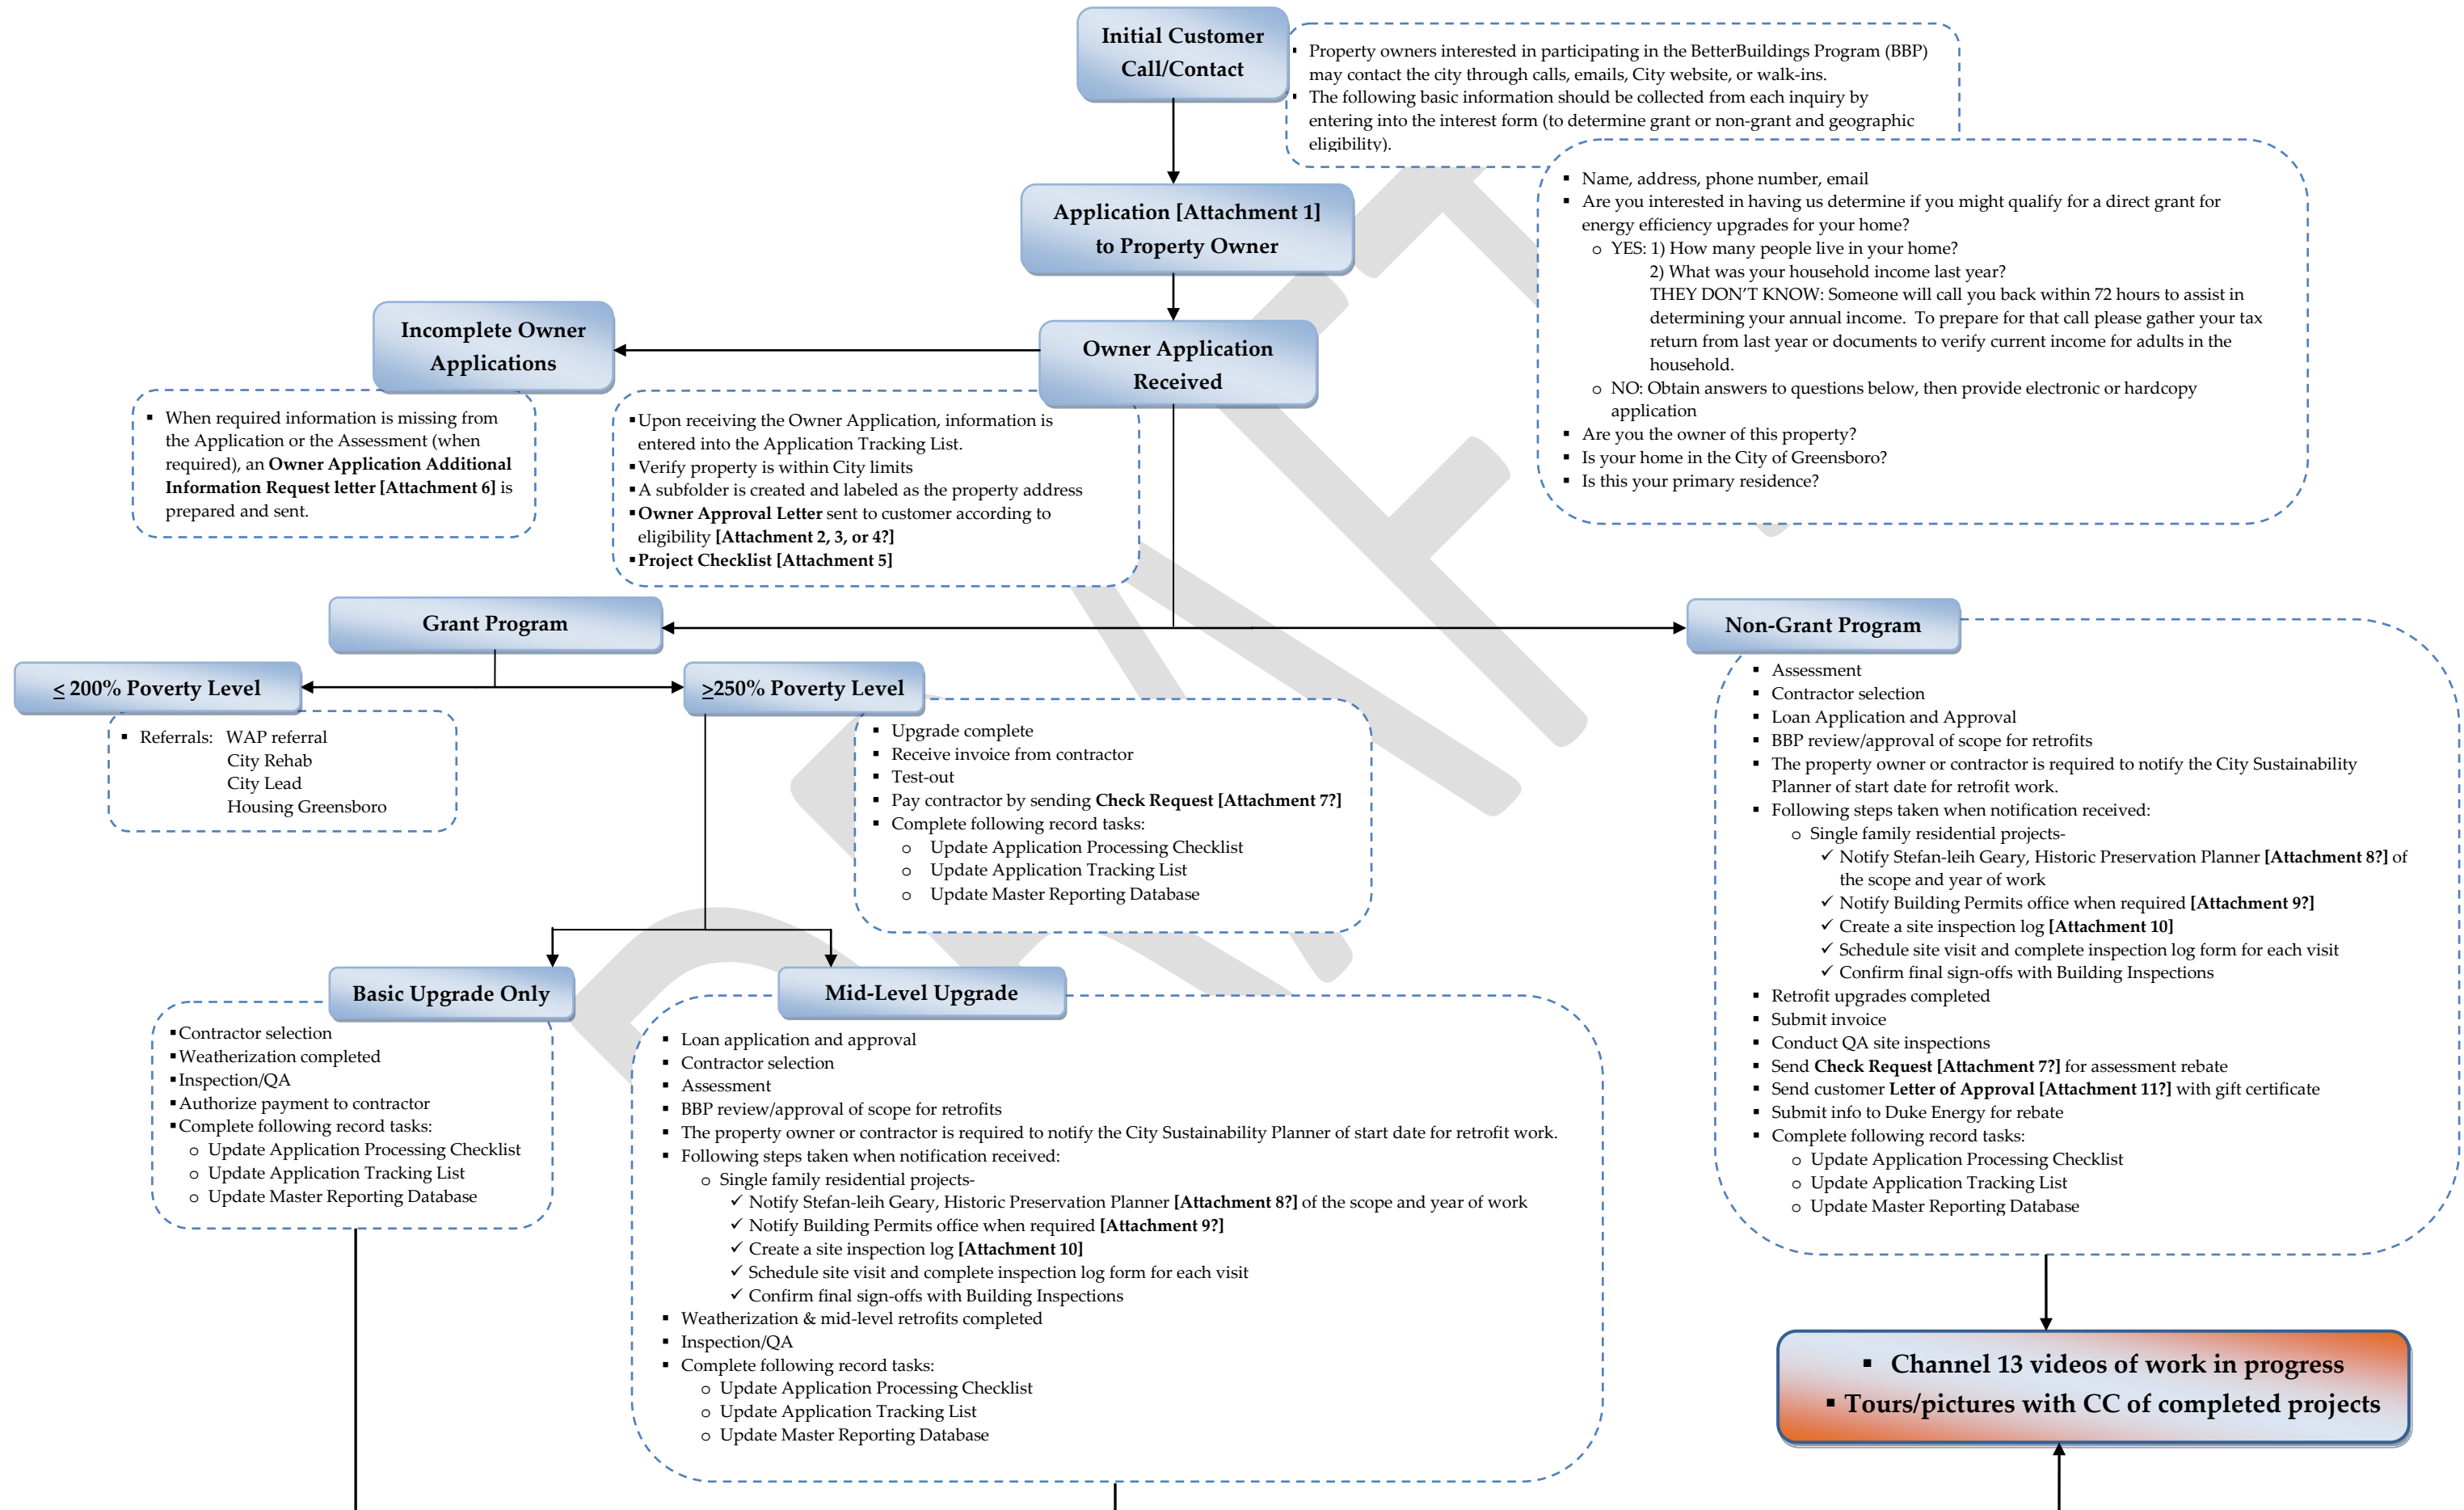 Initial Customer
Call/Contact
▪ Property owners interested in participating in the BetterBuildings Program (BBP)
may contact the city through calls, emails, City website, or walk-ins.
▪ The following basic information should be collected from each inquiry by
entering into the interest form (to determine grant or non-grant and geographic
eligibility).
▪ Name, address, phone number, email
▪ Are you interested in having us determine if you might qualify for a direct grant for
energy efficiency upgrades for your home?
o YES: 1) How many people live in your home?
2) What was your household income last year?
THEY DON'T KNOW: Someone will call you back within 72 hours to assist in
determining your annual income. To prepare for that call please gather your tax
return from last year or documents to verify current income for adults in the
household.
o NO: Obtain answers to questions below, then provide electronic or hardcopy
application
▪ Are you the owner of this property?
▪ Is your home in the City of Greensboro?
▪ Is this your primary residence?
Application [Attachment 1]
to Property Owner
Owner Application
Received
Incomplete Owner
Applications
▪ When required information is missing from
the Application or the Assessment (when
required), an Owner Application Additional
Information Request letter [Attachment 6] is
prepared and sent.
▪ Upon receiving the Owner Application, information is
entered into the Application Tracking List.
▪ Verify property is within City limits
▪ A subfolder is created and labeled as the property address
▪ Owner Approval Letter sent to customer according to
eligibility [Attachment 2, 3, or 4?]
▪ Project Checklist [Attachment 5]
Grant Program
≤ 200% Poverty Level
▪ Referrals: WAP referral
City Rehab
City Lead
Housing Greensboro
≥250% Poverty Level
▪ Upgrade complete
▪ Receive invoice from contractor
▪ Test-out
▪ Pay contractor by sending Check Request [Attachment 7?]
▪ Complete following record tasks:
o Update Application Processing Checklist
o Update Application Tracking List
o Update Master Reporting Database
Basic Upgrade Only
▪ Contractor selection
▪ Weatherization completed
▪ Inspection/QA
▪ Authorize payment to contractor
▪ Complete following record tasks:
o Update Application Processing Checklist
o Update Application Tracking List
o Update Master Reporting Database
Mid-Level Upgrade
▪ Loan application and approval
▪ Contractor selection
▪ Assessment
▪ BBP review/approval of scope for retrofits
▪ The property owner or contractor is required to notify the City Sustainability Planner of start date for retrofit work.
▪ Following steps taken when notification received:
o Single family residential projects-
✓ Notify Stefan-leih Geary, Historic Preservation Planner [Attachment 8?] of the scope and year of work
✓ Notify Building Permits office when required [Attachment 9?]
✓ Create a site inspection log [Attachment 10]
✓ Schedule site visit and complete inspection log form for each visit
✓ Confirm final sign-offs with Building Inspections
▪ Weatherization & mid-level retrofits completed
▪ Inspection/QA
▪ Complete following record tasks:
o Update Application Processing Checklist
o Update Application Tracking List
o Update Master Reporting Database
Non-Grant Program
▪ Assessment
▪ Contractor selection
▪ Loan Application and Approval
▪ BBP review/approval of scope for retrofits
▪ The property owner or contractor is required to notify the City Sustainability
Planner of start date for retrofit work.
▪ Following steps taken when notification received:
o Single family residential projects-
✓ Notify Stefan-leih Geary, Historic Preservation Planner [Attachment 8?] of
the scope and year of work
✓ Notify Building Permits office when required [Attachment 9?]
✓ Create a site inspection log [Attachment 10]
✓ Schedule site visit and complete inspection log form for each visit
✓ Confirm final sign-offs with Building Inspections
▪ Retrofit upgrades completed
▪ Submit invoice
▪ Conduct QA site inspections
▪ Send Check Request [Attachment 7?] for assessment rebate
▪ Send customer Letter of Approval [Attachment 11?] with gift certificate
▪ Submit info to Duke Energy for rebate
▪ Complete following record tasks:
o Update Application Processing Checklist
o Update Application Tracking List
o Update Master Reporting Database
▪ Channel 13 videos of work in progress
▪ Tours/pictures with CC of completed projects